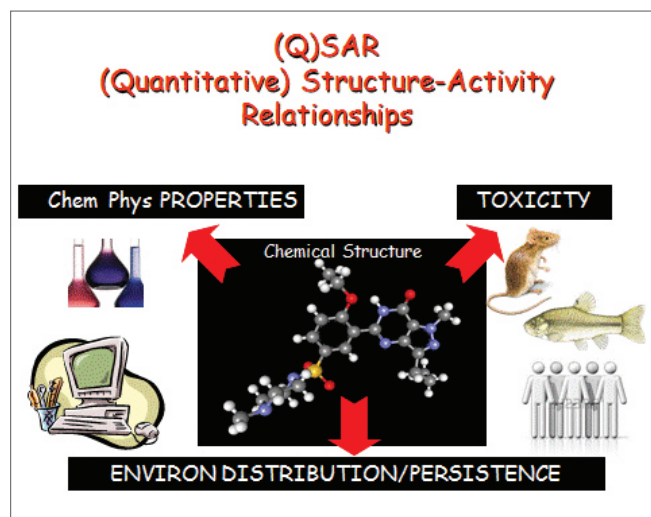 (Q)SAR
(Quantitative) Structure-Activity
Relationships
Chem Phys PROPERTIES
TOXICITY
Chemical Structure
ENVIRON DISTRIBUTION/PERSISTENCE